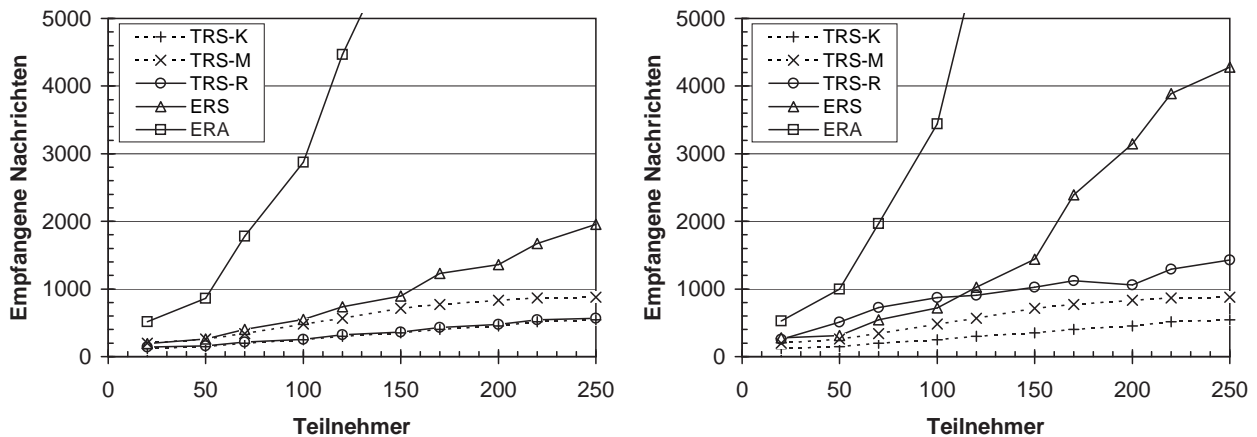 Empfangene Nachrichten
5000
4000
3000
2000
1000
0
TRS-K
TRS-M
TRS-R
ERS
ERA
0 50 100 150 200 250
Teilnehmer
Empfangene Nachrichten
5000
4000
3000
2000
1000
0
TRS-K
TRS-M
TRS-R
ERS
ERA
0 50 100 150 200 250
Teilnehmer